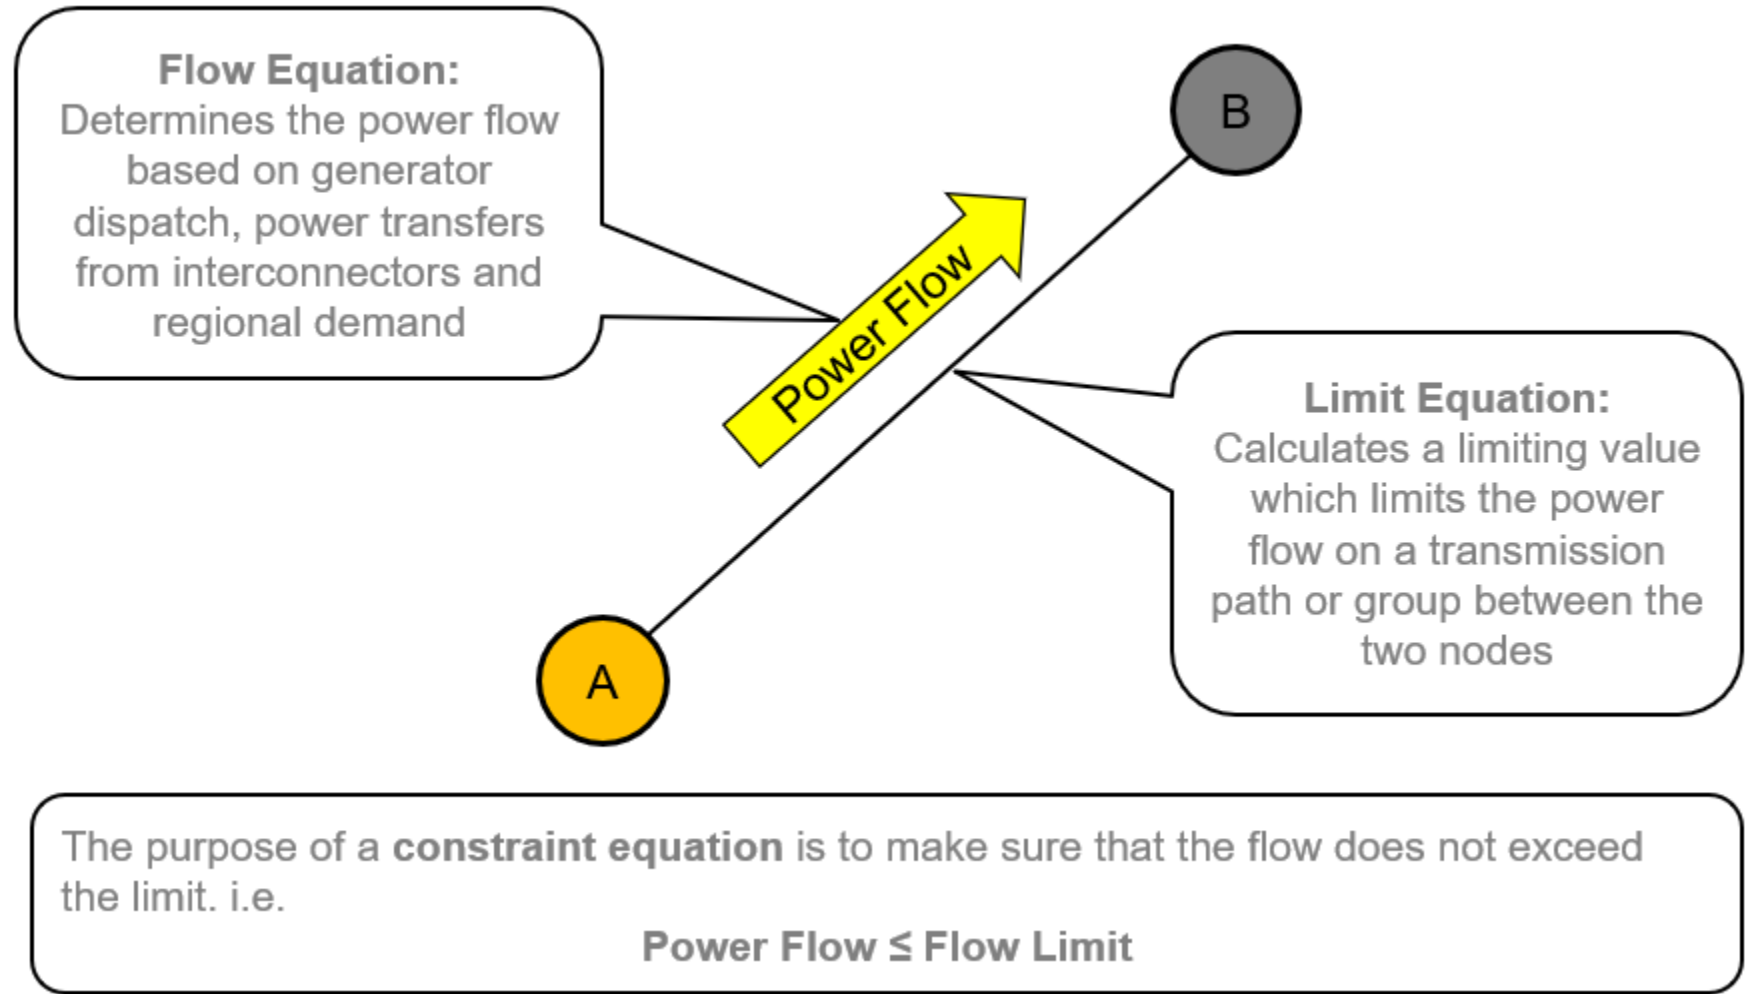 Flow Equation:
Determines the power flow
based on generator
dispatch, power transfers
from interconnectors and
regional demand
B
Power Flow
Limit Equation:
Calculates a limiting value
which limits the power
flow on a transmission
path or group between the
two nodes
A
The purpose of a constraint equation is to make sure that the flow does not exceed
the limit. i.e.
Power Flow ≤ Flow Limit